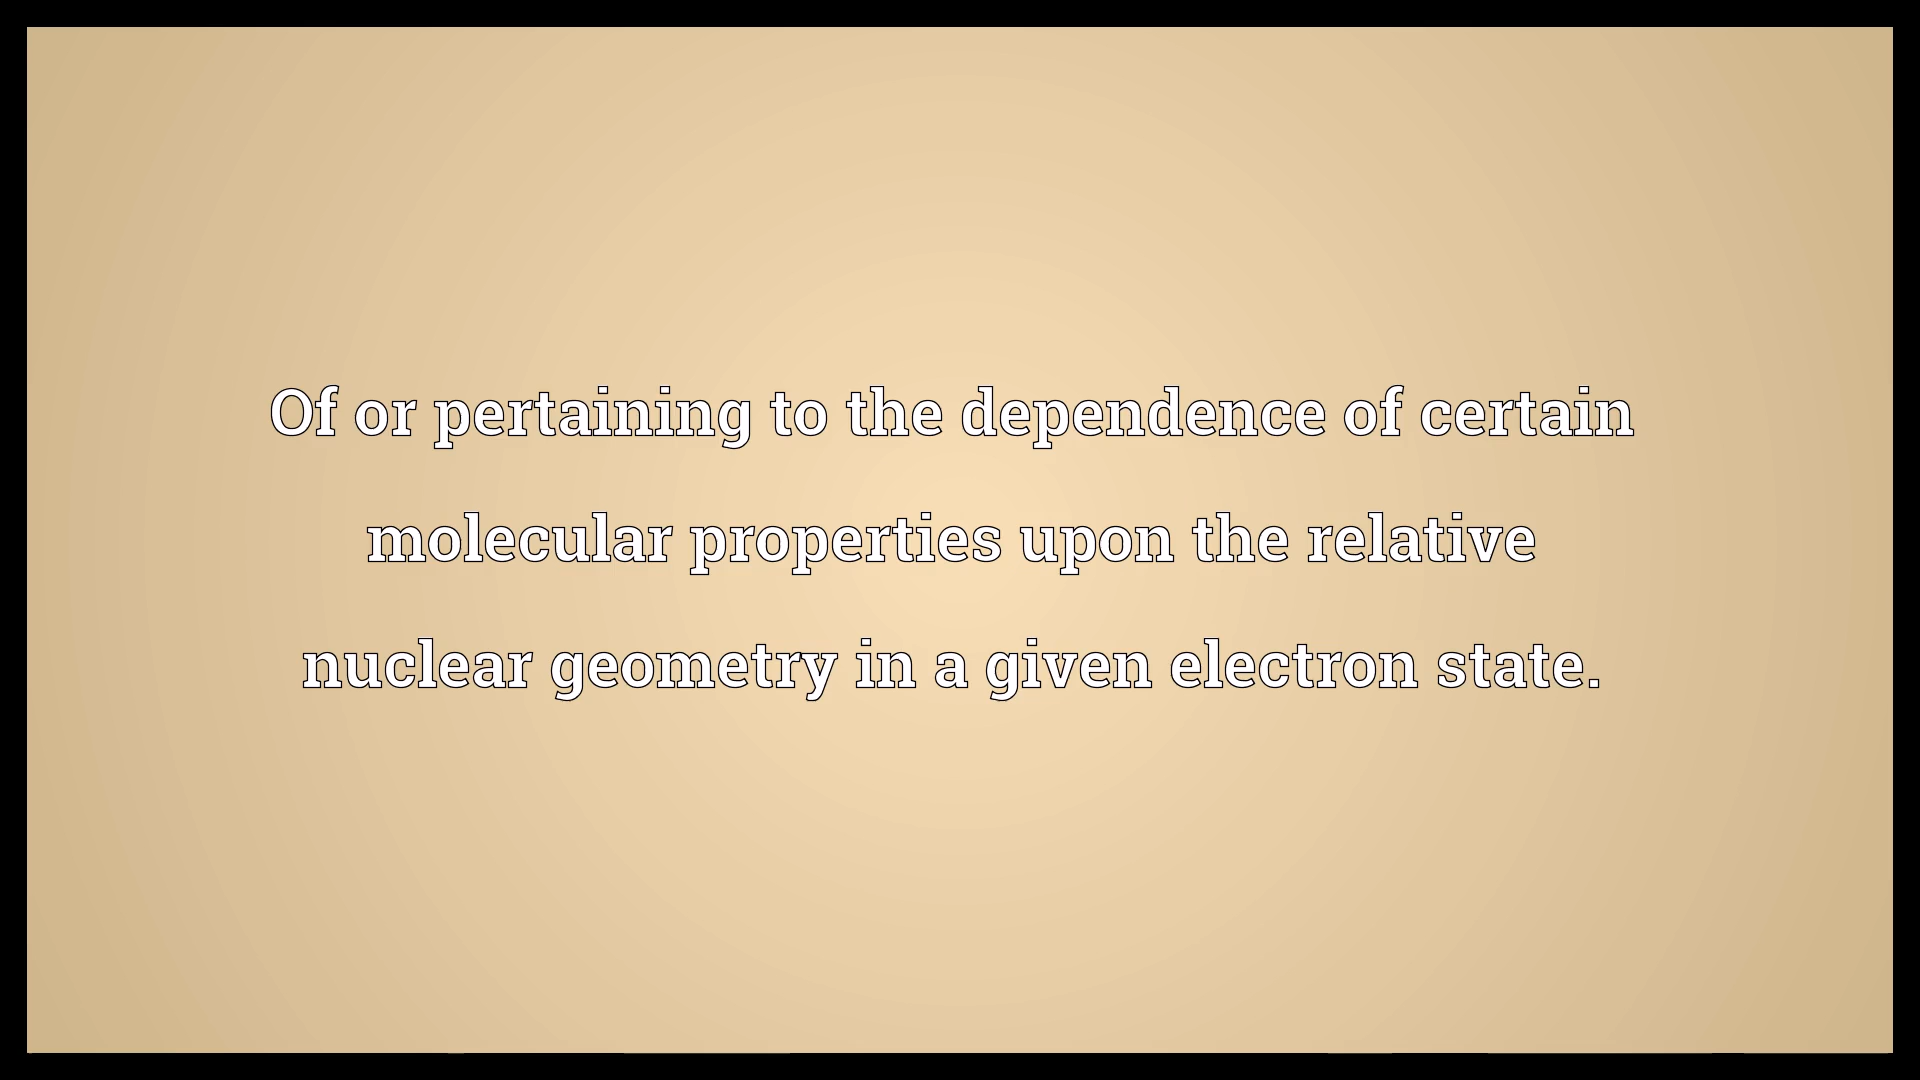 Of or pertaining to the dependence of certain
molecular properties upon the relative
nuclear geometry in a given electron state.